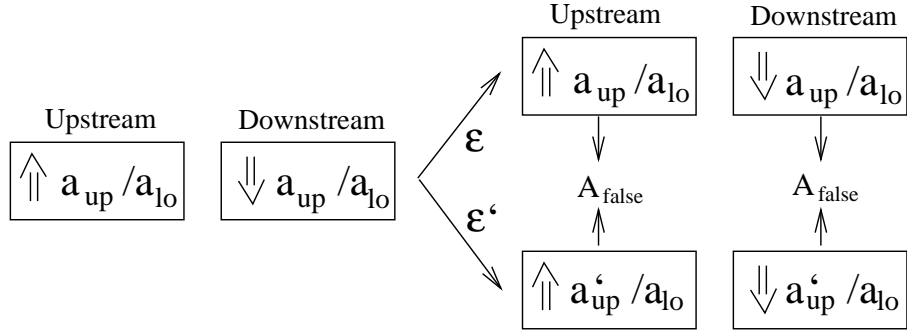 Upstream Downstream
⇑ a_up /a_lo ⇓ a_up /a_lo
Upstream Downstream
⇑ a_up /a_lo ⇓ a_up /a_lo
ε
A_false A_false
ε‘
⇑ a‘_up /a_lo ⇓ a‘_up /a_lo